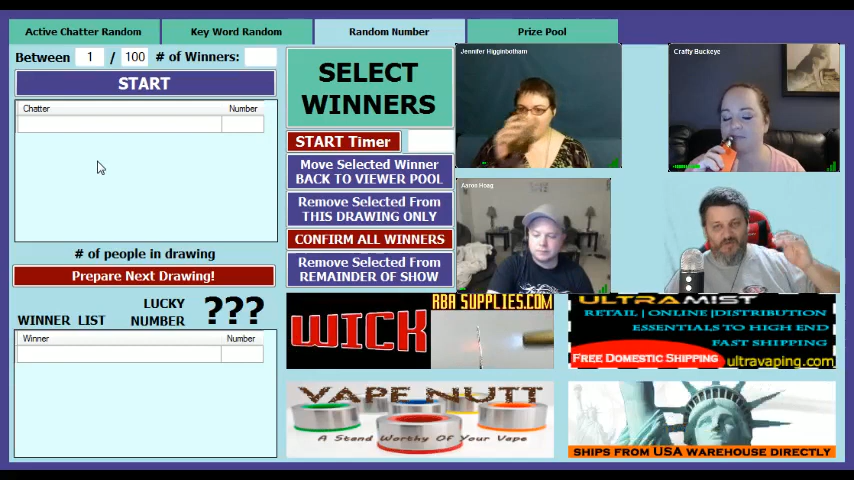 Active Chatter Random
Key Word Random
Random Number
Prize Pool
Between 1 / 100 # of Winners:
START
Chatter Number
# of people in drawing
Prepare Next Drawing!
WINNER LIST
LUCKY
NUMBER
???
Winner Number
SELECT
WINNERS
START Timer
Move Selected Winner
BACK TO VIEWER POOL
Remove Selected From
THIS DRAWING ONLY
CONFIRM ALL WINNERS
Remove Selected From
REMAINDER OF SHOW
Jennifer Higginbotham
Crafty Buckeye
Aaron Hoag
WICK
RBA SUPPLIES.COM
ULTRAMIST
RETAIL | ONLINE | DISTRIBUTION
ESSENTIALS TO HIGH END
FAST SHIPPING
FREE DOMESTIC SHIPPING
ultravaping.com
VAPE NUTT
A Stand Worthy Of Your Vape
SHIPS FROM USA WAREHOUSE DIRECTLY